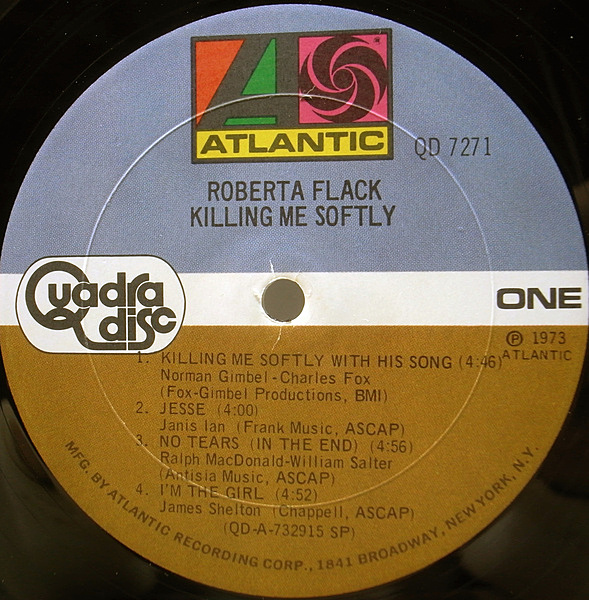 ATLANTIC
QD 7271
ROBERTA FLACK
KILLING ME SOFTLY
Quadra
disc
ONE
Ⓟ 1973
ATLANTIC
1. KILLING ME SOFTLY WITH HIS SONG (4:46)
Norman Gimbel-Charles Fox
(Fox-Gimbel Productions, BMI)
2. JESSE (4:00)
Janis Ian (Frank Music, ASCAP)
3. NO TEARS (IN THE END) (4:56)
Ralph MacDonald-William Salter
(Antisia Music, ASCAP)
4. I'M THE GIRL (4:52)
James Shelton (Chappell, ASCAP)
(QD-A-732915 SP)
MFG. BY ATLANTIC RECORDING CORP., 1841 BROADWAY, NEW YORK, N.Y.